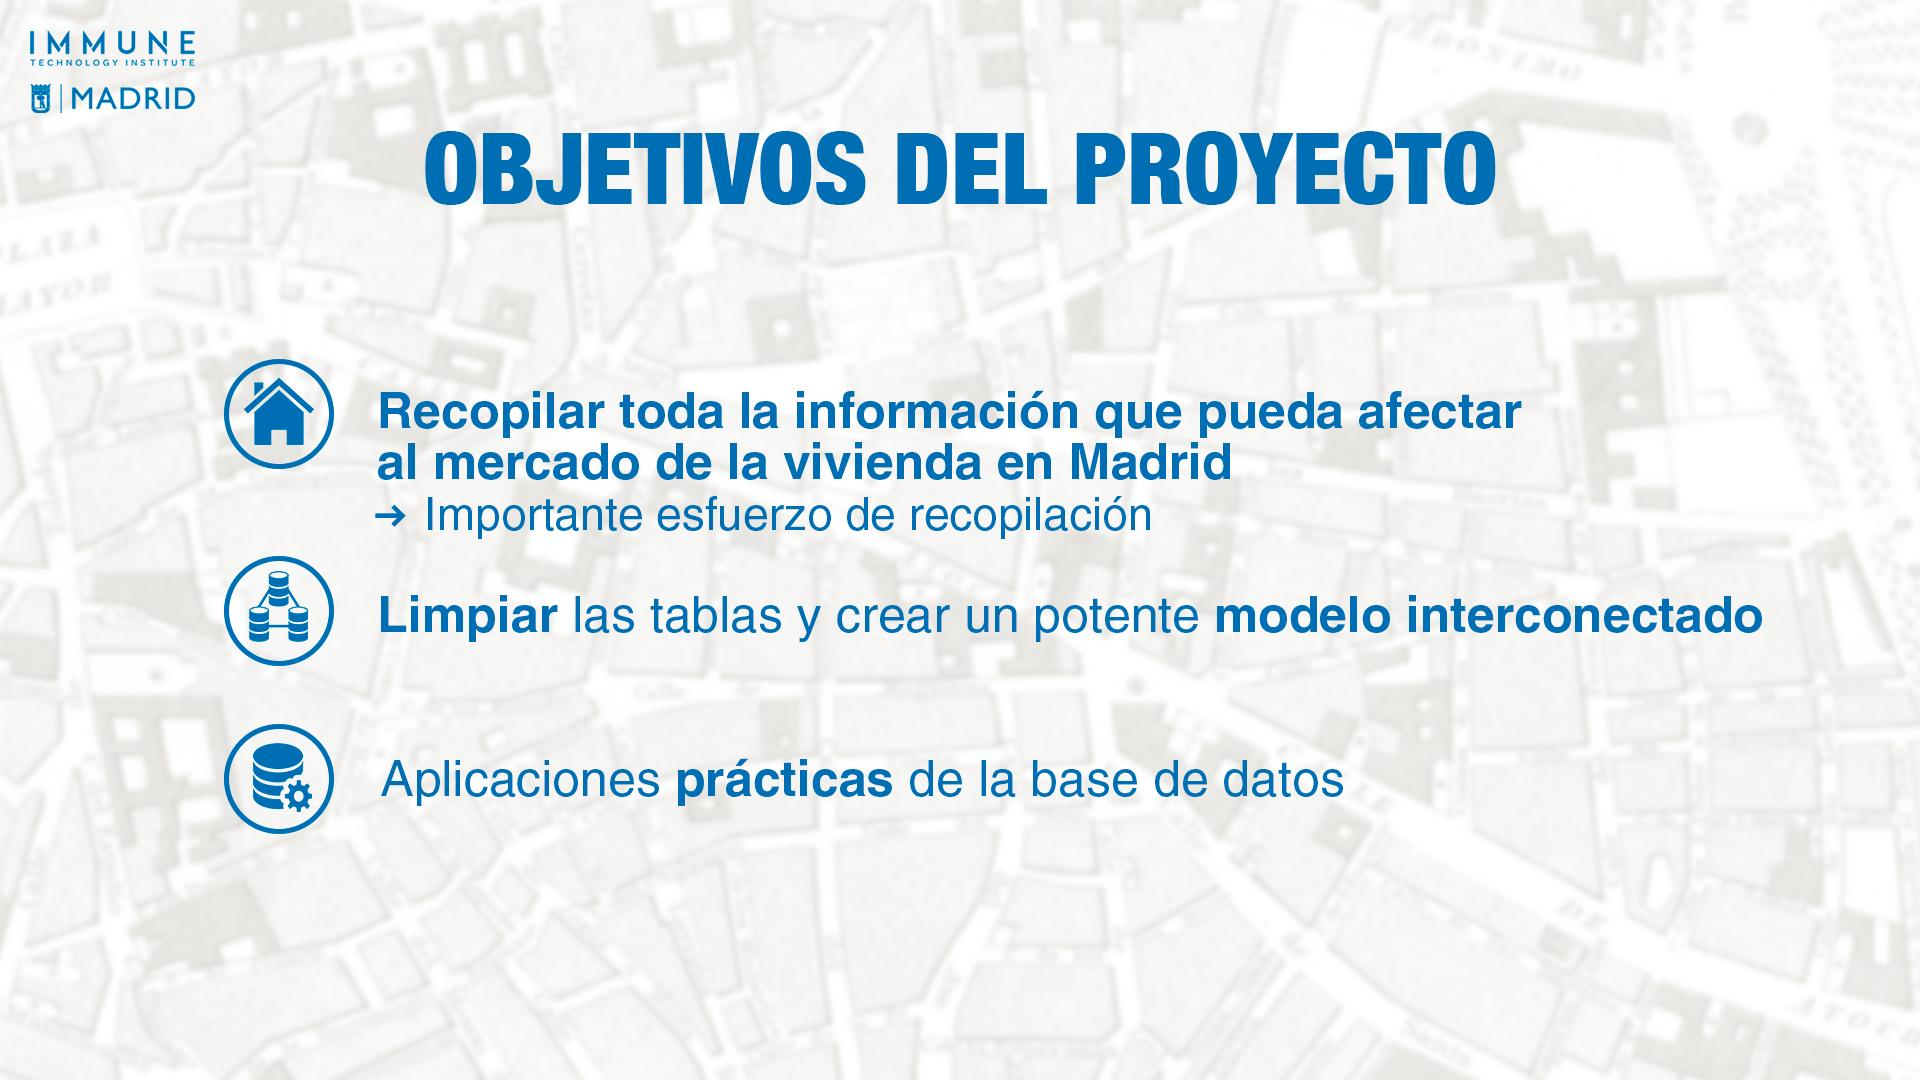 IMMUNE
TECHNOLOGY INSTITUTE
MADRID
OBJETIVOS DEL PROYECTO
Recopilar toda la información que pueda afectar
al mercado de la vivienda en Madrid
→ Importante esfuerzo de recopilación
Limpiar las tablas y crear un potente modelo interconectado
Aplicaciones prácticas de la base de datos
PLAZA
MAYOR